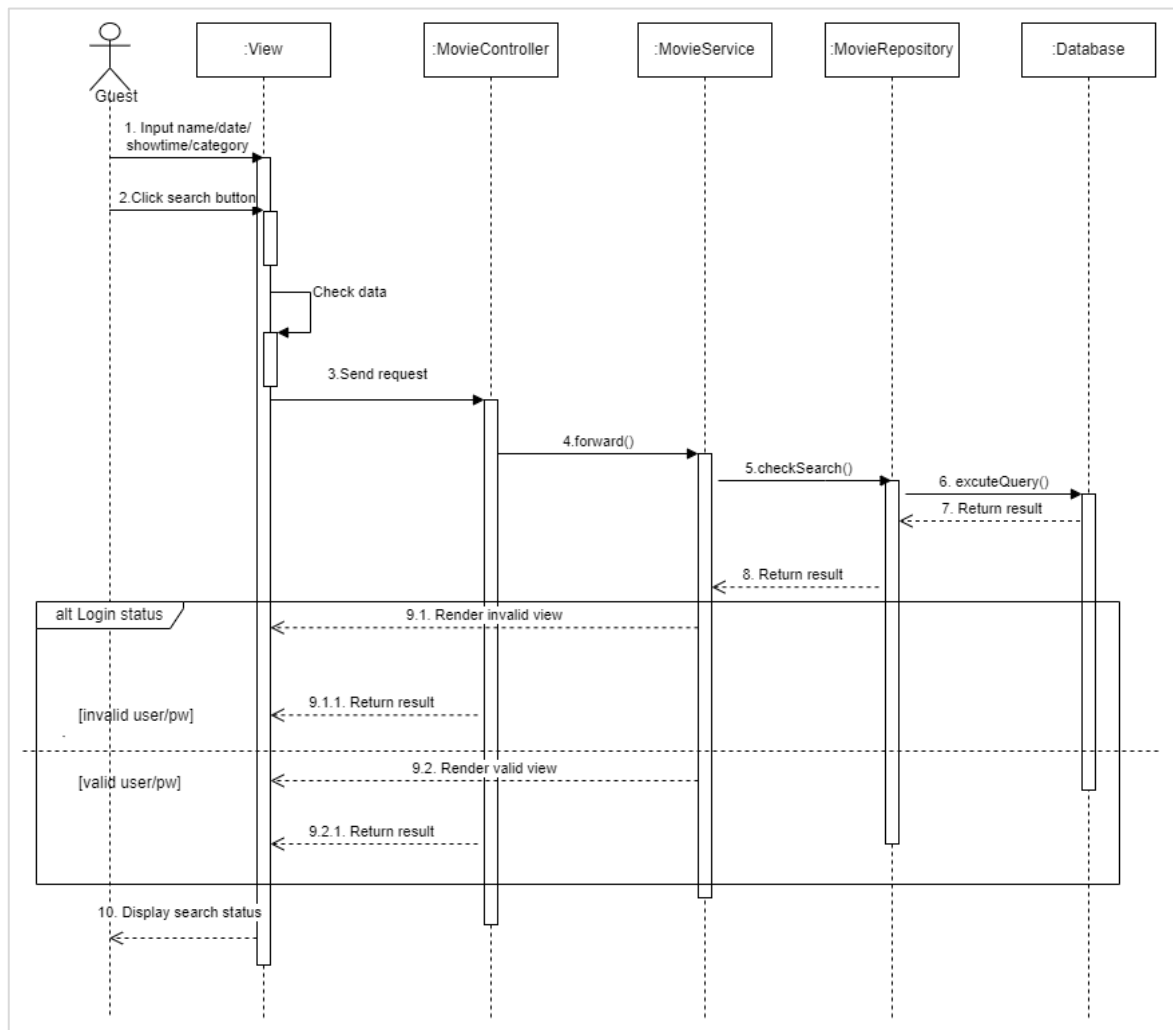 :View
:MovieController
:MovieService
:MovieRepository
:Database
Guest
1. Input name/date/
showtime/category
2.Click search button
Check data
3.Send request
4.forward()
5.checkSearch()
6. excuteQuery()
7. Return result
8. Return result
alt Login status
9.1. Render invalid view
9.1.1. Return result
[invalid user/pw]
9.2. Render valid view
[valid user/pw]
9.2.1. Return result
10. Display search status